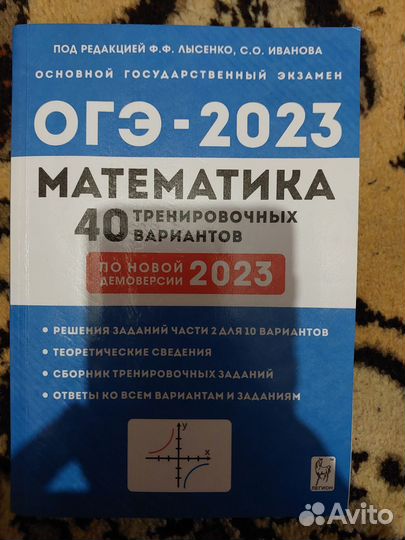 ПОД РЕДАКЦИЕЙ Ф.Ф. ЛЫСЕНКО, С.О. ИВАНОВА
ОСНОВНОЙ ГОСУДАРСТВЕННЫЙ ЭКЗАМЕН
ОГЭ-2023
МАТЕМАТИКА
40 ТРЕНИРОВОЧНЫХ
ВАРИАНТОВ
ПО НОВОЙ
ДЕМОВЕРСИИ 2023
• РЕШЕНИЯ ЗАДАНИЙ ЧАСТИ 2 ДЛЯ 10 ВАРИАНТОВ
• ТЕОРЕТИЧЕСКИЕ СВЕДЕНИЯ
• СБОРНИК ТРЕНИРОВОЧНЫХ ЗАДАНИЙ
• ОТВЕТЫ КО ВСЕМ ВАРИАНТАМ И ЗАДАНИЯМ
y
x
ЛЕГИОН
Avito